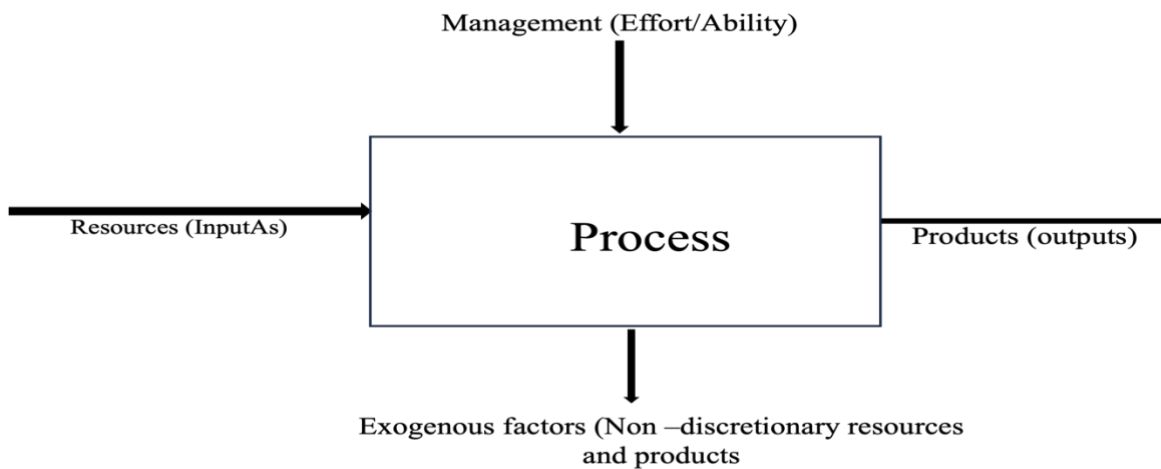 Management (Effort/Ability)
Resources (InputAs)
Process
Products (outputs)
Exogenous factors (Non –discretionary resources
and products